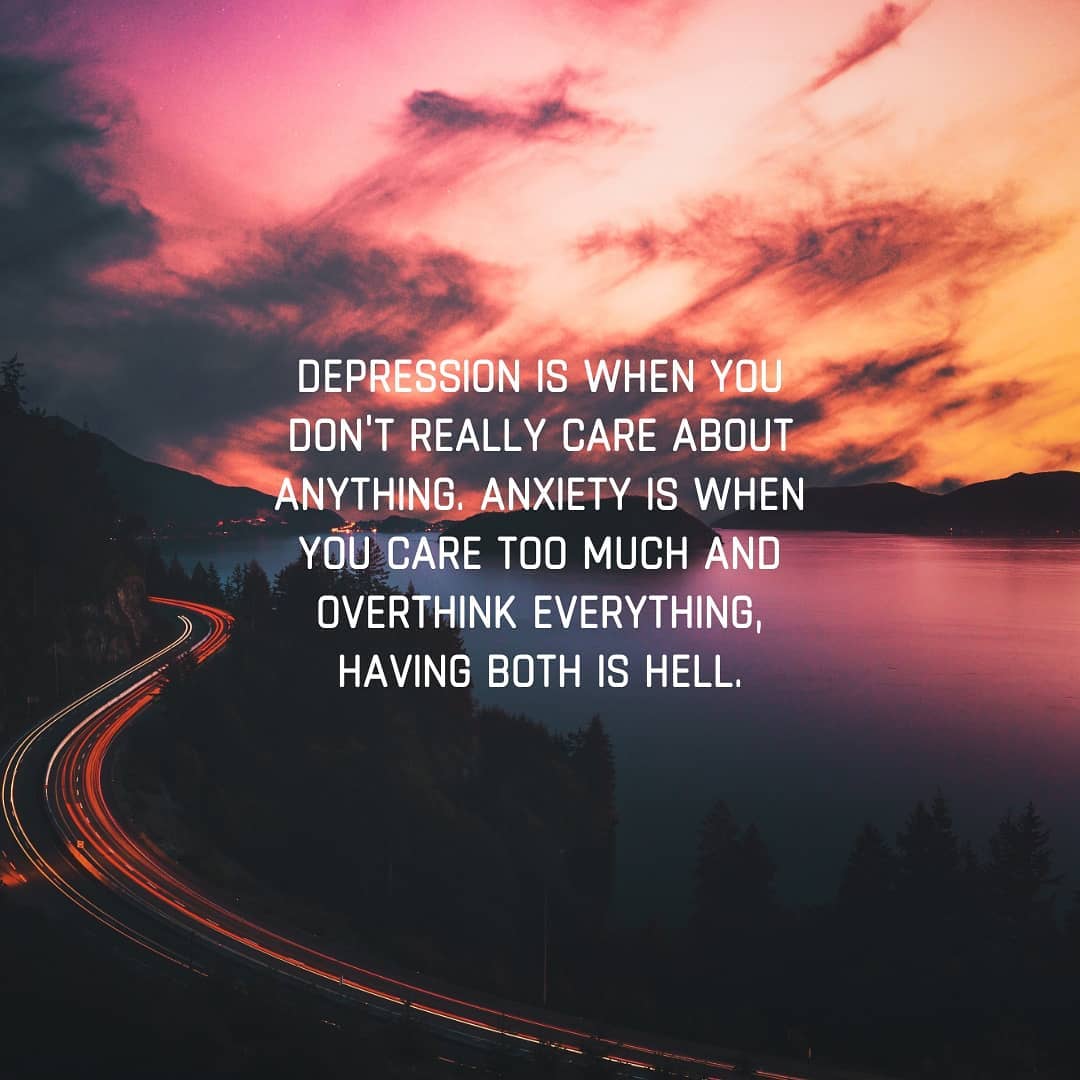 DEPRESSION IS WHEN YOU
DON'T REALLY CARE ABOUT
ANYTHING. ANXIETY IS WHEN
YOU CARE TOO MUCH AND
OVERTHINK EVERYTHING,
HAVING BOTH IS HELL.